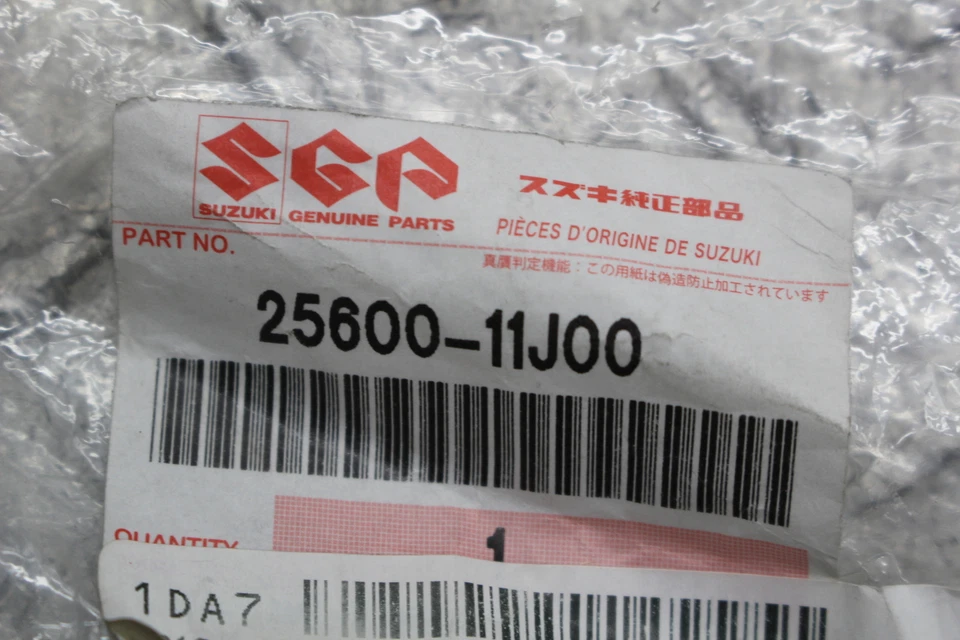 SGP
SUZUKI GENUINE PARTS
スズキ純正部品
PIÈCES D'ORIGINE DE SUZUKI
PART NO.
真贋判定機能:この用紙は偽造防止加工されています
25600-11J00
QUANTITY
1
1DA7